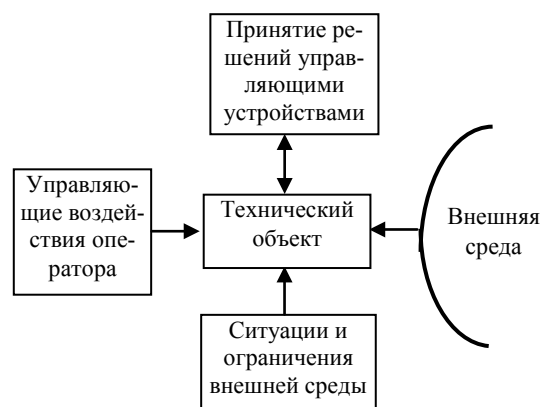 Принятие ре-
шений управ-
ляющими
устройствами
Управляю-
щие воздей-
ствия опе-
ратора
Технический
объект
Внешняя
среда
Ситуации и
ограничения
внешней среды